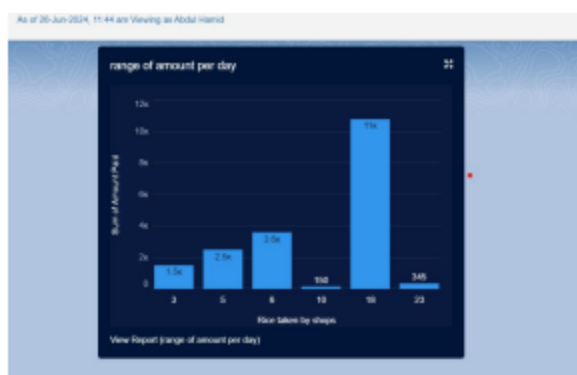 As of 26-Jun-2024, 11:44 am Viewing as Abdul Hamid
range of amount per day
Sum of Amount Paid
12k
10k
8k
6k
4k
2k
0
1.5k
2.5k
3.6k
150
11k
345
3 5 6 10 18 23
Rice taken by shops
View Report (range of amount per day)